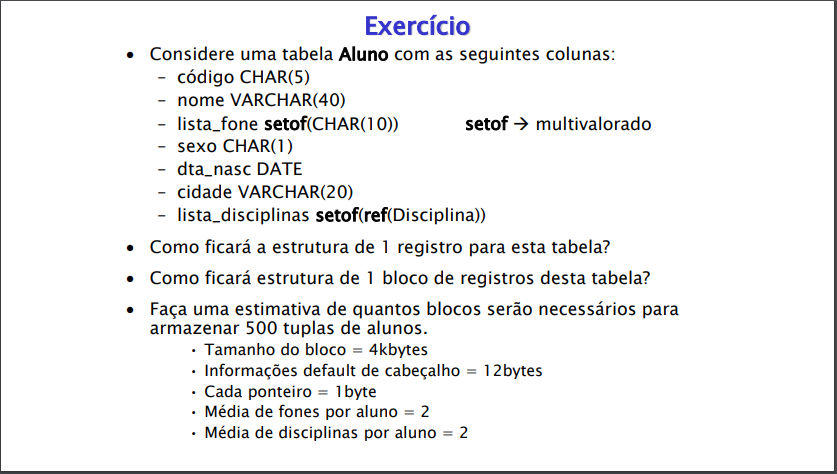 Exercício
• Considere uma tabela Aluno com as seguintes colunas:
– código CHAR(5)
– nome VARCHAR(40)
– lista_fone setof(CHAR(10)) setof → multivalorado
– sexo CHAR(1)
– dta_nasc DATE
– cidade VARCHAR(20)
– lista_disciplinas setof(ref(Disciplina))
• Como ficará a estrutura de 1 registro para esta tabela?
• Como ficará estrutura de 1 bloco de registros desta tabela?
• Faça uma estimativa de quantos blocos serão necessários para
armazenar 500 tuplas de alunos.
• Tamanho do bloco = 4kbytes
• Informações default de cabeçalho = 12bytes
• Cada ponteiro = 1byte
• Média de fones por aluno = 2
• Média de disciplinas por aluno = 2